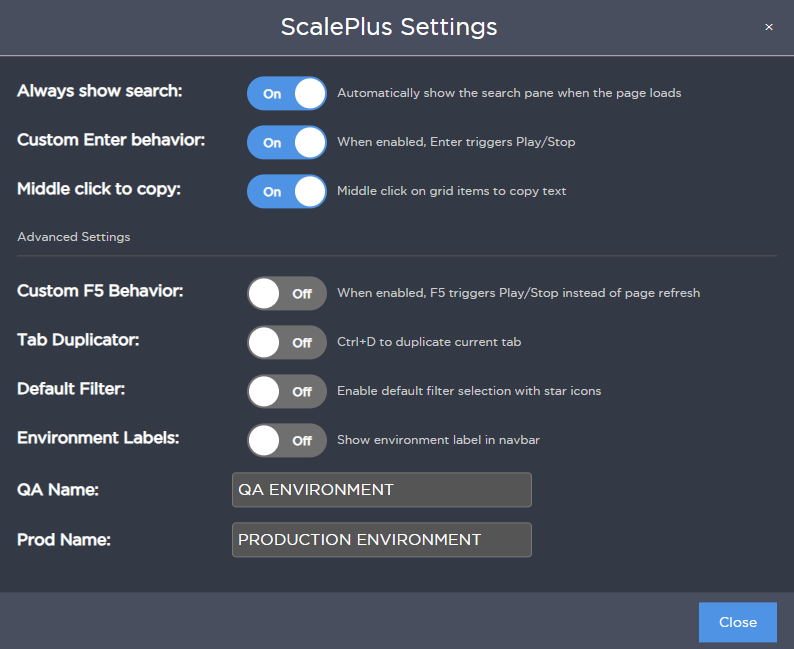 ScalePlus Settings ×
Always show search: On Automatically show the search pane when the page loads
Custom Enter behavior: On When enabled, Enter triggers Play/Stop
Middle click to copy: On Middle click on grid items to copy text
Advanced Settings
Custom F5 Behavior: Off When enabled, F5 triggers Play/Stop instead of page refresh
Tab Duplicator: Off Ctrl+D to duplicate current tab
Default Filter: Off Enable default filter selection with star icons
Environment Labels: Off Show environment label in navbar
QA Name: QA ENVIRONMENT
Prod Name: PRODUCTION ENVIRONMENT
Close